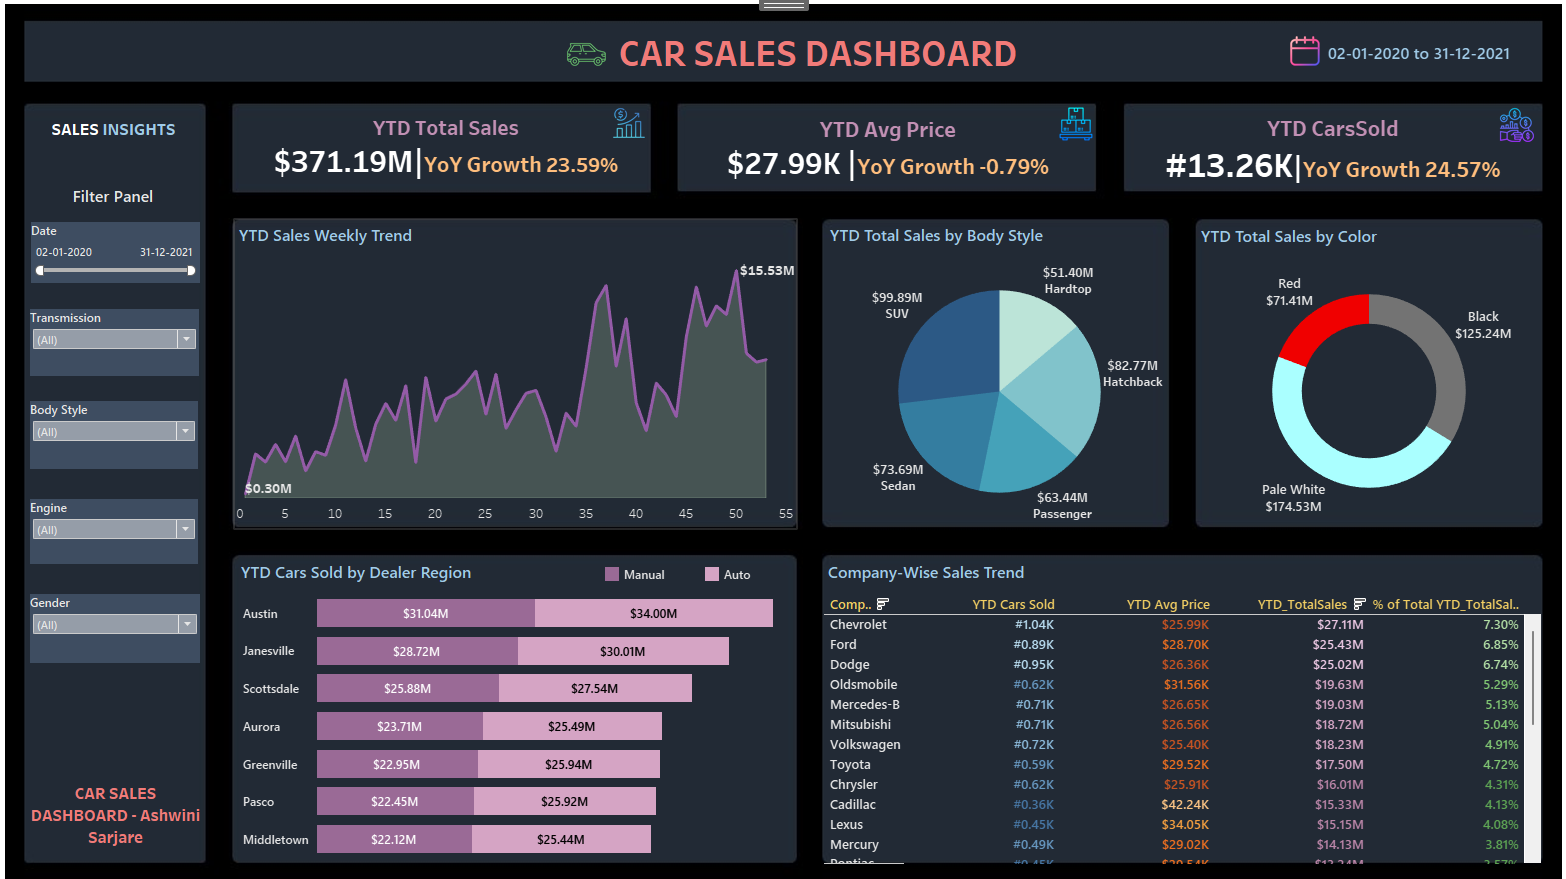 CAR SALES DASHBOARD
02-01-2020 to 31-12-2021
SALES INSIGHTS
Filter Panel
Date
02-01-2020 31-12-2021
Transmission
(All)
Body Style
(All)
Engine
(All)
Gender
(All)
CAR SALES
DASHBOARD - Ashwini
Sarjare
YTD Total Sales
$371.19M|YoY Growth 23.59%
YTD Avg Price
$27.99K |YoY Growth -0.79%
YTD CarsSold
#13.26K|YoY Growth 24.57%
YTD Sales Weekly Trend
$15.53M
$0.30M
0 5 10 15 20 25 30 35 40 45 50 55
YTD Total Sales by Body Style
$51.40M
Hardtop
$99.89M
SUV
$82.77M
Hatchback
$73.69M
Sedan
$63.44M
Passenger
YTD Total Sales by Color
Red
$71.41M
Black
$125.24M
Pale White
$174.53M
YTD Cars Sold by Dealer Region
Manual Auto
Austin $31.04M $34.00M
Janesville $28.72M $30.01M
Scottsdale $25.88M $27.54M
Aurora $23.71M $25.49M
Greenville $22.95M $25.94M
Pasco $22.45M $25.92M
Middletown $22.12M $25.44M
Company-Wise Sales Trend
Comp.. YTD Cars Sold YTD Avg Price YTD_TotalSales % of Total YTD_TotalSal..
Chevrolet #1.04K $25.99K $27.11M 7.30%
Ford #0.89K $28.70K $25.43M 6.85%
Dodge #0.95K $26.36K $25.02M 6.74%
Oldsmobile #0.62K $31.56K $19.63M 5.29%
Mercedes-B #0.71K $26.65K $19.03M 5.13%
Mitsubishi #0.71K $26.56K $18.72M 5.04%
Volkswagen #0.72K $25.40K $18.23M 4.91%
Toyota #0.59K $29.52K $17.50M 4.72%
Chrysler #0.62K $25.91K $16.01M 4.31%
Cadillac #0.36K $42.24K $15.33M 4.13%
Lexus #0.45K $34.05K $15.15M 4.08%
Mercury #0.49K $29.02K $14.13M 3.81%
Pontiac